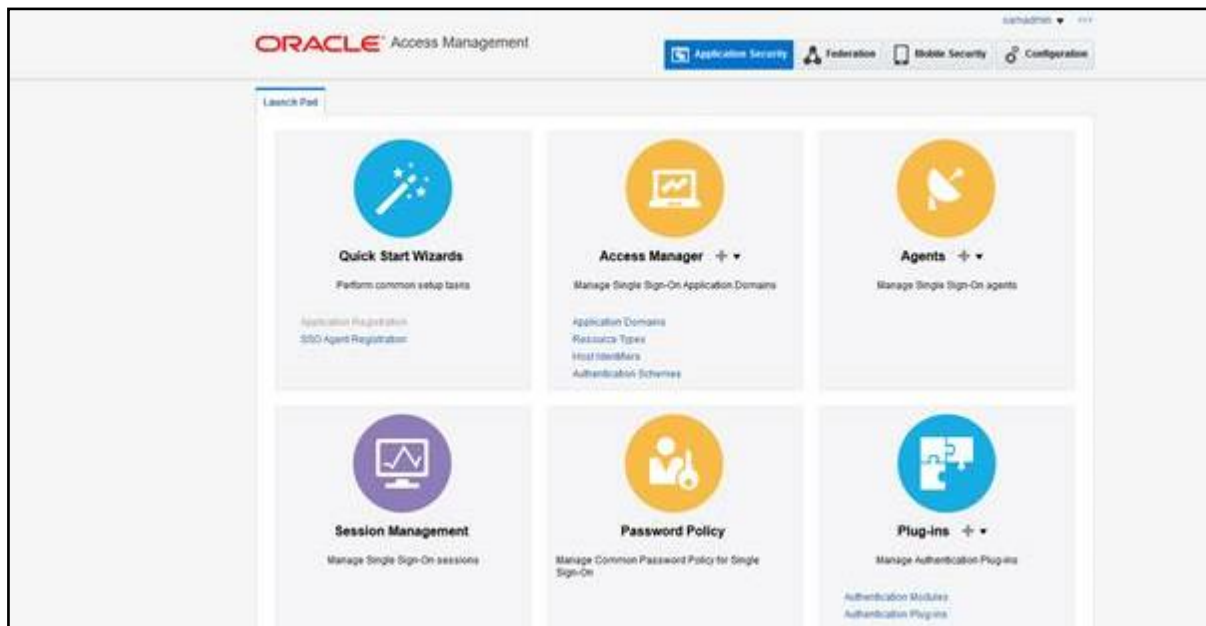 oamadmin
ORACLE Access Management
Application Security Federation Mobile Security Configuration
Launch Pad
Quick Start Wizards
Perform common setup tasks
Application Registration
SSO Agent Registration
Access Manager
Manage Single Sign-On Application Domains
Application Domains
Resource Types
Host Identifiers
Authentication Schemes
Agents
Manage Single Sign-On agents
Session Management
Manage Single Sign-On sessions
Password Policy
Manage Common Password Policy for Single
Sign-On
Plug-ins
Manage Authentication Plug-ins
Authentication Modules
Authentication Plug-ins